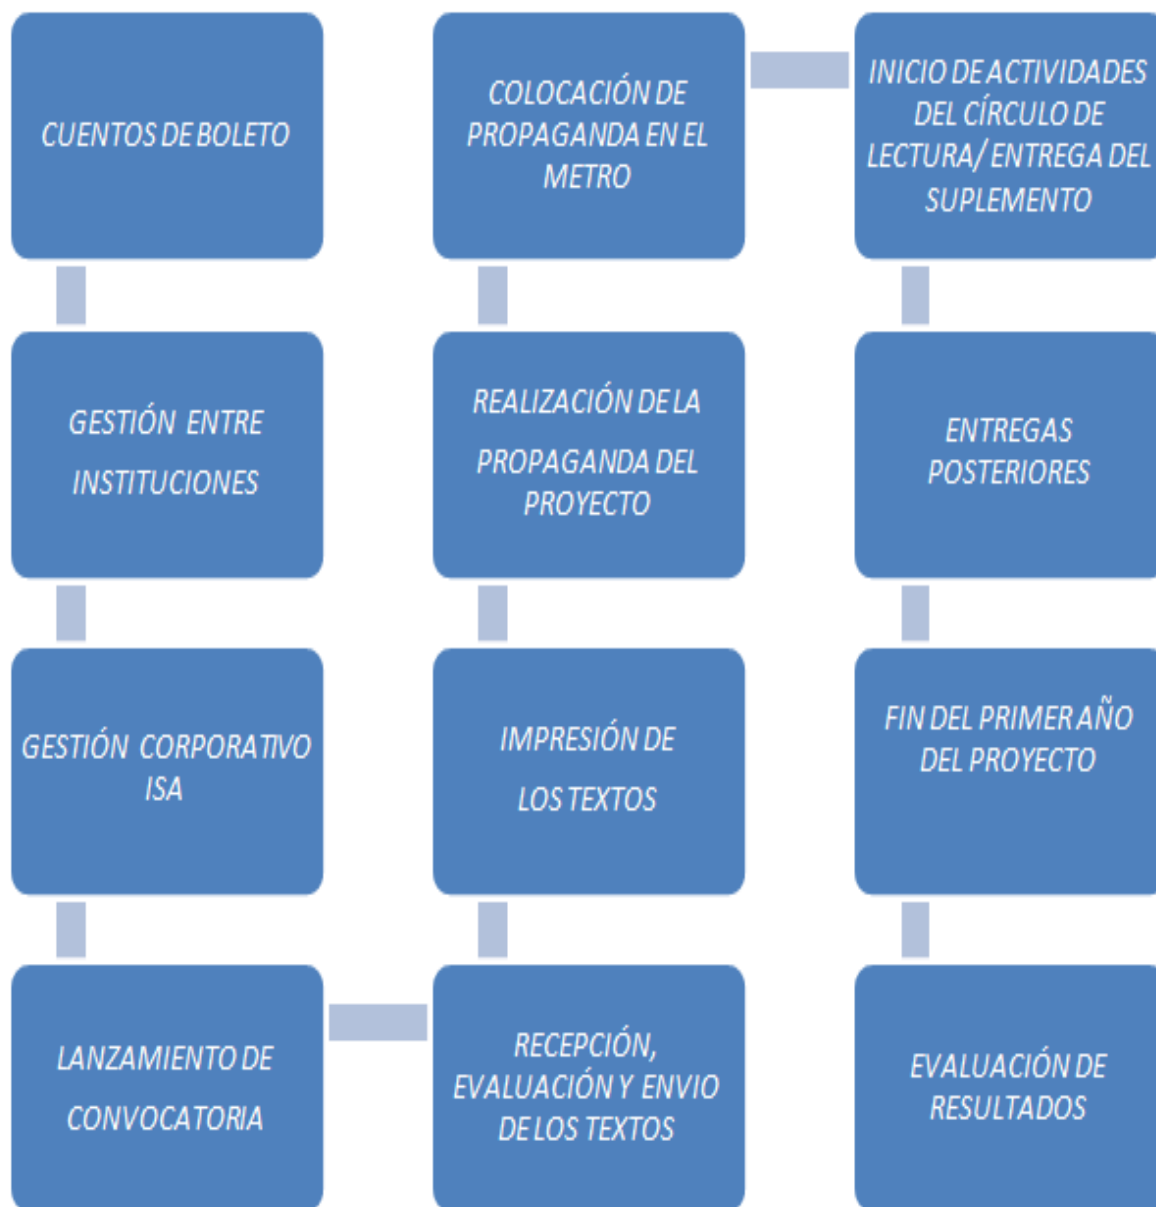 CUENTOS DE BOLETO
GESTIÓN ENTRE
INSTITUCIONES
GESTIÓN CORPORATIVO
ISA
LANZAMIENTO DE
CONVOCATORIA
RECEPCIÓN,
EVALUACIÓN Y ENVIO
DE LOS TEXTOS
IMPRESIÓN DE
LOS TEXTOS
REALIZACIÓN DE LA
PROPAGANDA DEL
PROYECTO
COLOCACIÓN DE
PROPAGANDA EN EL
METRO
INICIO DE ACTIVIDADES
DEL CÍRCULO DE
LECTURA/ ENTREGA DEL
SUPLEMENTO
ENTREGAS
POSTERIORES
FIN DEL PRIMER AÑO
DEL PROYECTO
EVALUACIÓN DE
RESULTADOS